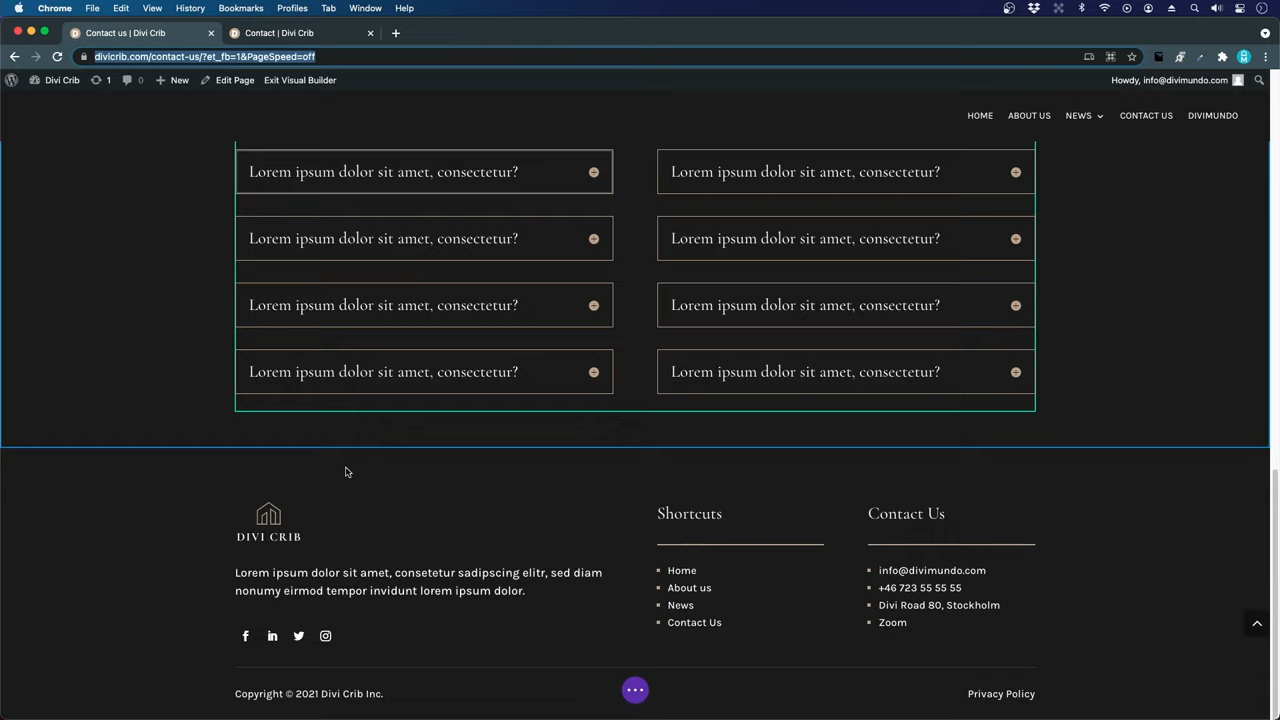 Chrome File Edit View History Bookmarks Profiles Tab Window Help
Contact us | Divi Crib
Contact | Divi Crib
divicrib.com/contact-us/?et_fb=1&PageSpeed=off
Divi Crib 1 0 New Edit Page Exit Visual Builder Howdy, info@divimundo.com
HOME ABOUT US NEWS CONTACT US DIVIMUNDO
Lorem ipsum dolor sit amet, consectetur? Lorem ipsum dolor sit amet, consectetur?
Lorem ipsum dolor sit amet, consectetur? Lorem ipsum dolor sit amet, consectetur?
Lorem ipsum dolor sit amet, consectetur? Lorem ipsum dolor sit amet, consectetur?
Lorem ipsum dolor sit amet, consectetur? Lorem ipsum dolor sit amet, consectetur?
DIVI CRIB
Lorem ipsum dolor sit amet, consetetur sadipscing elitr, sed diam
nonumy eirmod tempor invidunt lorem ipsum dolor.
Shortcuts
Home
About us
News
Contact Us
Contact Us
info@divimundo.com
+46 723 55 55 55
Divi Road 80, Stockholm
Zoom
Copyright © 2021 Divi Crib Inc.
Privacy Policy